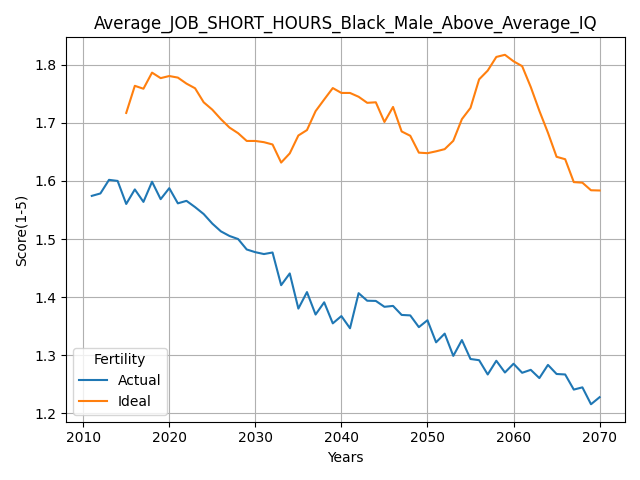 Average_JOB_SHORT_HOURS_Black_Male_Above_Average_IQ
Score(1-5)
1.8
1.7
1.6
1.5
1.4
1.3
1.2
Fertility
Actual
Ideal
2010 2020 2030 2040 2050 2060 2070
Years